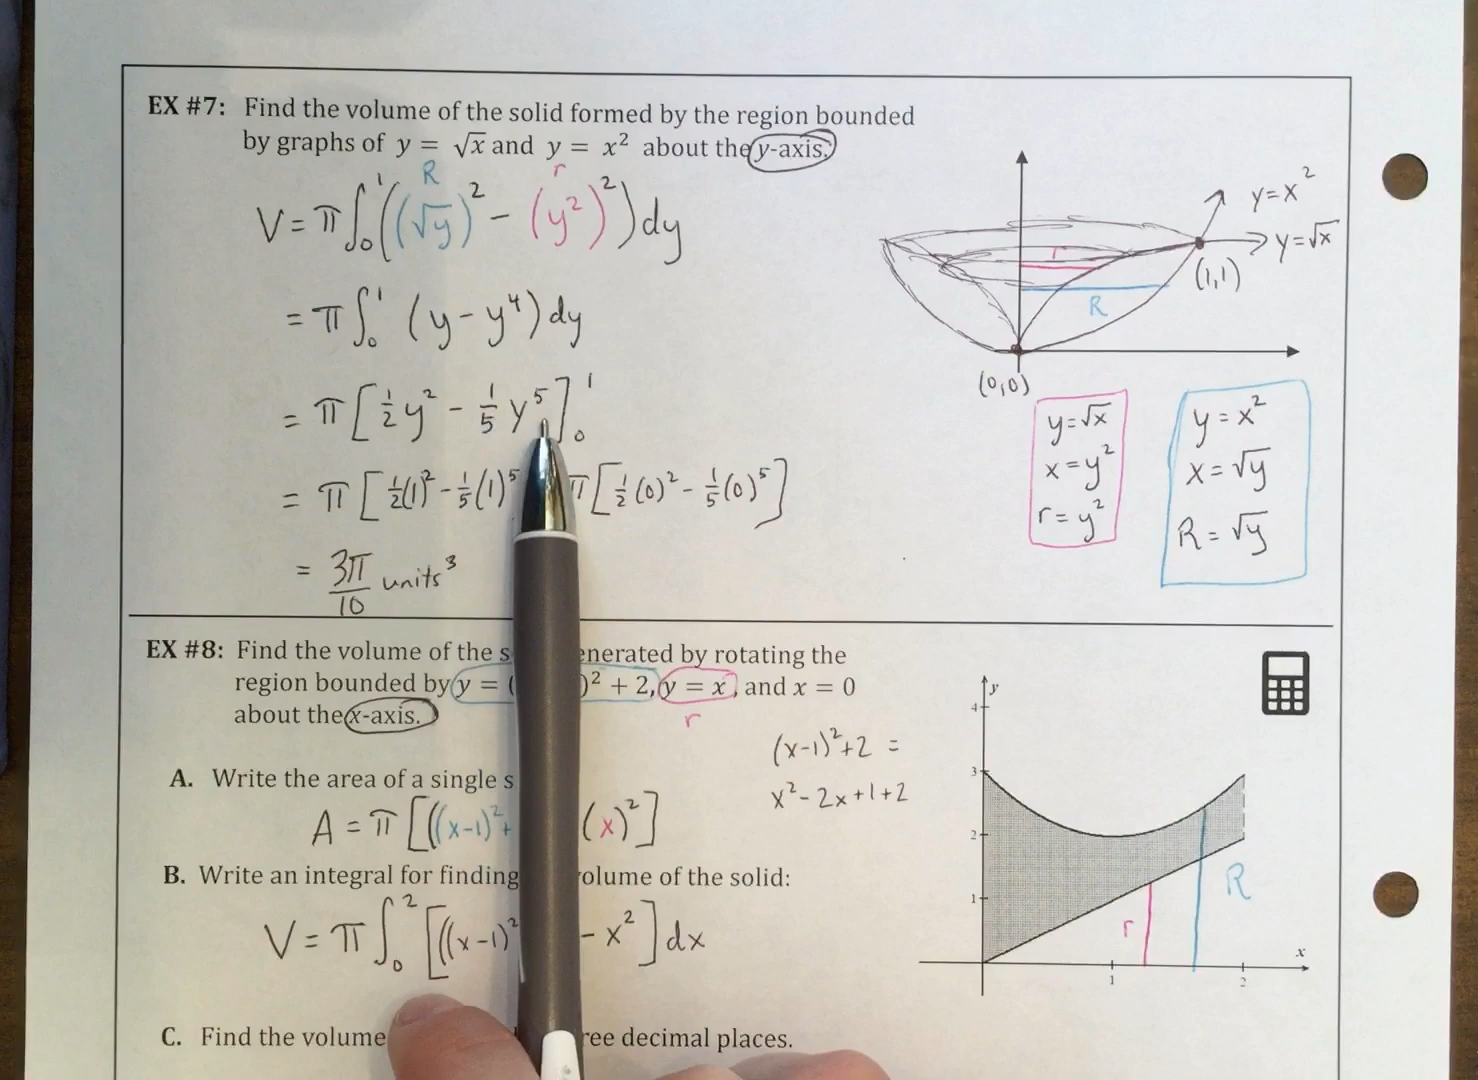 EX #7: Find the volume of the solid formed by the region bounded
by graphs of y = √x and y = x² about the y-axis.
R r
V = π∫₀¹((√y)² - (y²)²)dy
= π∫₀¹ (y - y⁴) dy
= π[½y² - ⅕y⁵]₀¹
= π[½(1)² - ⅕(1)⁵ π[½(0)² - ⅕(0)⁵]
= 3π/10 units³
y=x²
y=√x
(1,1)
r
R
(0,0)
y=√x
x=y²
r=y²
y=x²
x=√y
R=√y
EX #8: Find the volume of the s enerated by rotating the
region bounded by y = ( )² + 2, y = x, and x = 0
about the x-axis.
r
(x-1)²+2 =
x²-2x+1+2
A. Write the area of a single s
A = π[((x-1)²+ (x)²]
B. Write an integral for finding olume of the solid:
V = π∫₀² [((x-1)² - x²]dx
C. Find the volume ree decimal places.
y
4
3
2
1
R
r
x
1
2